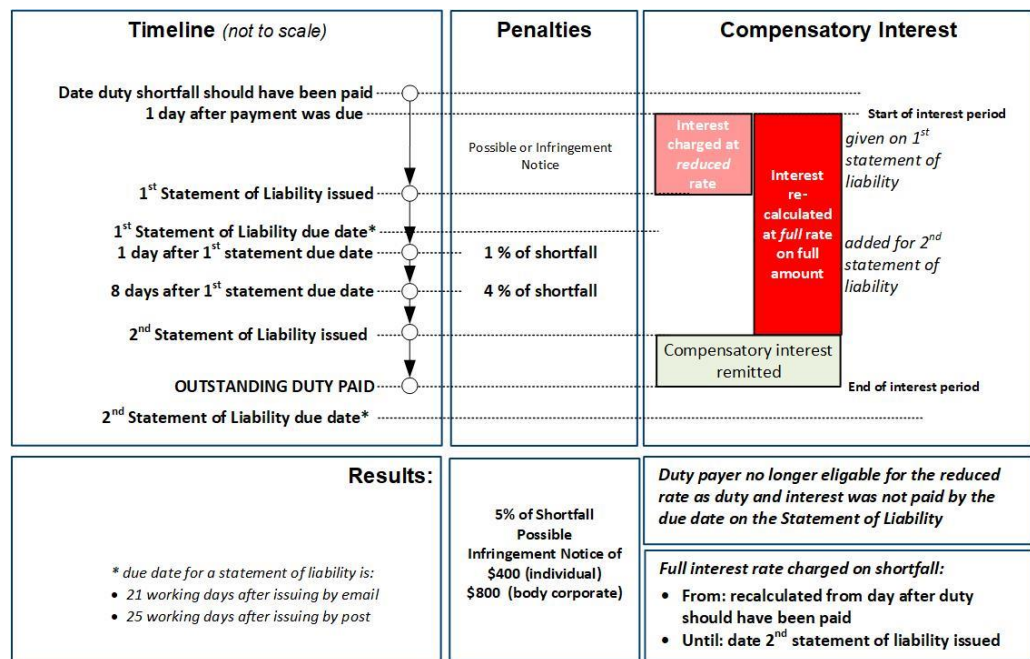 Timeline (not to scale)
Penalties
Compensatory Interest
Date duty shortfall should have been paid
1 day after payment was due
Start of interest period
Possible or Infringement
Notice
Interest
charged at
reduced
rate
given on 1st
statement of
liability
1st Statement of Liability issued
Interest
re-
calculated
at full rate
on full
amount
1st Statement of Liability due date*
1 day after 1st statement due date
1 % of shortfall
added for 2nd
statement of
liability
8 days after 1st statement due date
4 % of shortfall
2nd Statement of Liability issued
Compensatory interest
remitted
OUTSTANDING DUTY PAID
End of interest period
2nd Statement of Liability due date*
Results:
* due date for a statement of liability is:
• 21 working days after issuing by email
• 25 working days after issuing by post
5% of Shortfall
Possible
Infringement Notice of
$400 (individual)
$800 (body corporate)
Duty payer no longer eligible for the reduced
rate as duty and interest was not paid by the
due date on the Statement of Liability
Full interest rate charged on shortfall:
• From: recalculated from day after duty
should have been paid
• Until: date 2nd statement of liability issued